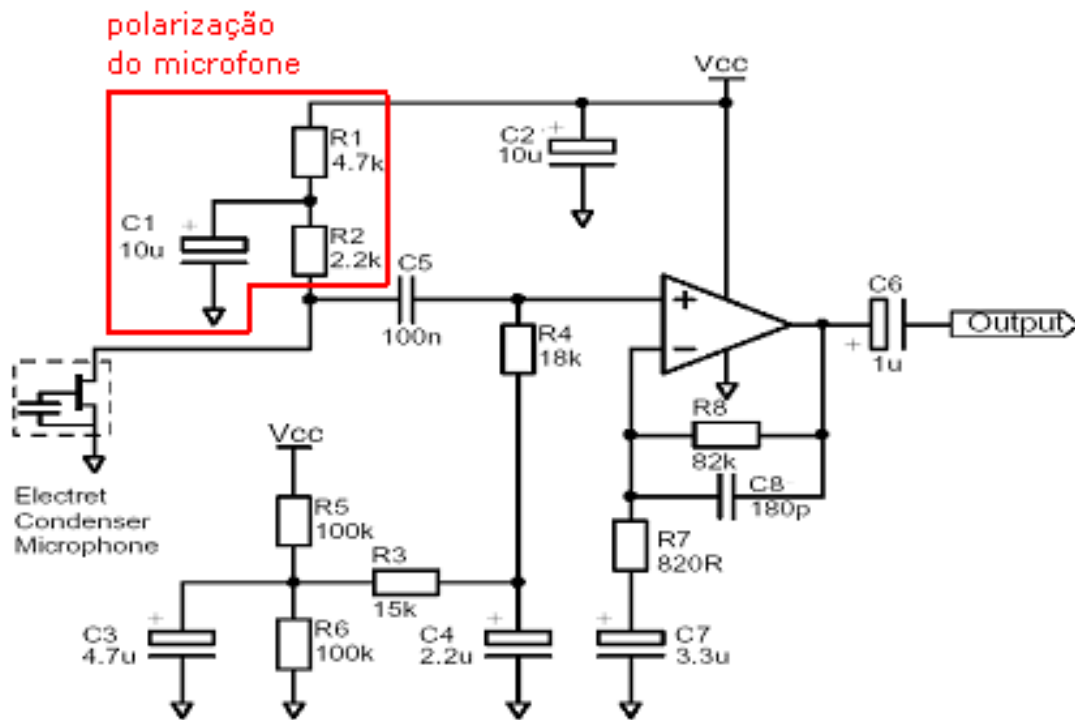 polarização
do microfone
Vcc
R1
4.7k
C2
10u
+
C1
10u
+
R2
2.2k
C5
100n
R4
18k
+
−
C6
1u
+
Output
R8
82k
C8
180p
Electret
Condenser
Microphone
Vcc
R5
100k
R3
15k
R7
820R
C3
4.7u
+
R6
100k
C4
2.2u
+
C7
3.3u
+